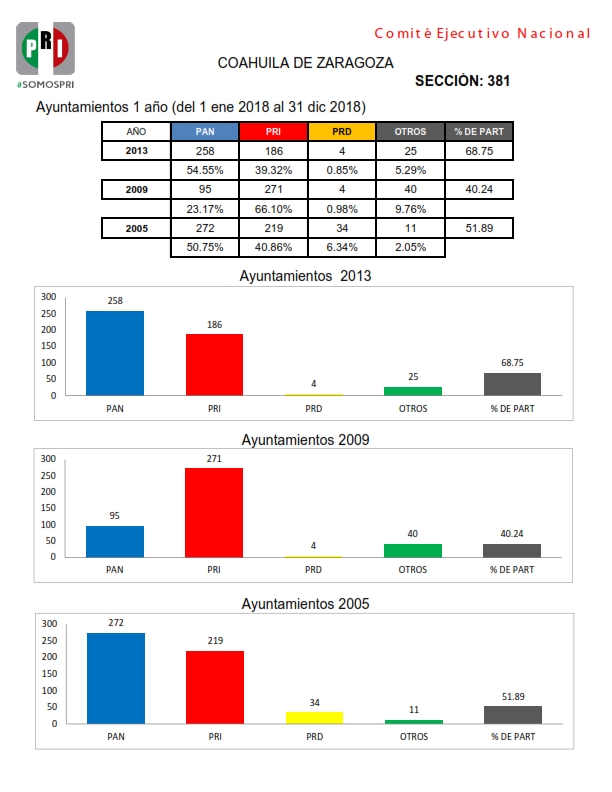 Comité Ejecutivo Nacional
PRI
#SOMOSPRI
COAHUILA DE ZARAGOZA
SECCIÓN: 381
Ayuntamientos 1 año (del 1 ene 2018 al 31 dic 2018)
AÑO PAN PRI PRD OTROS % DE PART
2013 258 186 4 25 68.75
54.55% 39.32% 0.85% 5.29%
2009 95 271 4 40 40.24
23.17% 66.10% 0.98% 9.76%
2005 272 219 34 11 51.89
50.75% 40.86% 6.34% 2.05%
Ayuntamientos 2013
300
250
200
150
100
50
0
258 186 4 25 68.75
PAN PRI PRD OTROS % DE PART
Ayuntamientos 2009
300
250
200
150
100
50
0
95 271 4 40 40.24
PAN PRI PRD OTROS % DE PART
Ayuntamientos 2005
300
250
200
150
100
50
0
272 219 34 11 51.89
PAN PRI PRD OTROS % DE PART